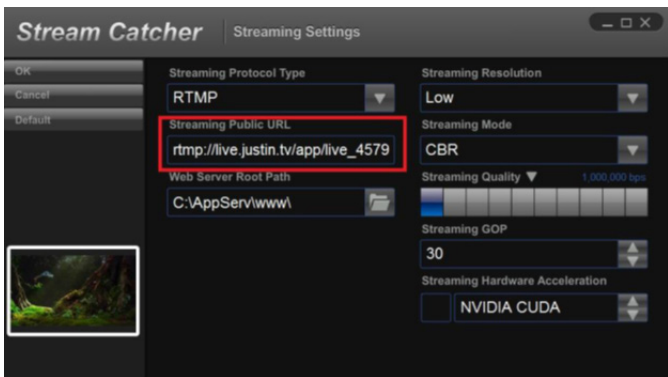 Stream Catcher Streaming Settings
OK
Cancel
Default
Streaming Protocol Type
RTMP
Streaming Public URL
rtmp://live.justin.tv/app/live_4579
Web Server Root Path
C:\AppServ\www\
Streaming Resolution
Low
Streaming Mode
CBR
Streaming Quality ▼ 1,000,000 bps
Streaming GOP
30
Streaming Hardware Acceleration
NVIDIA CUDA